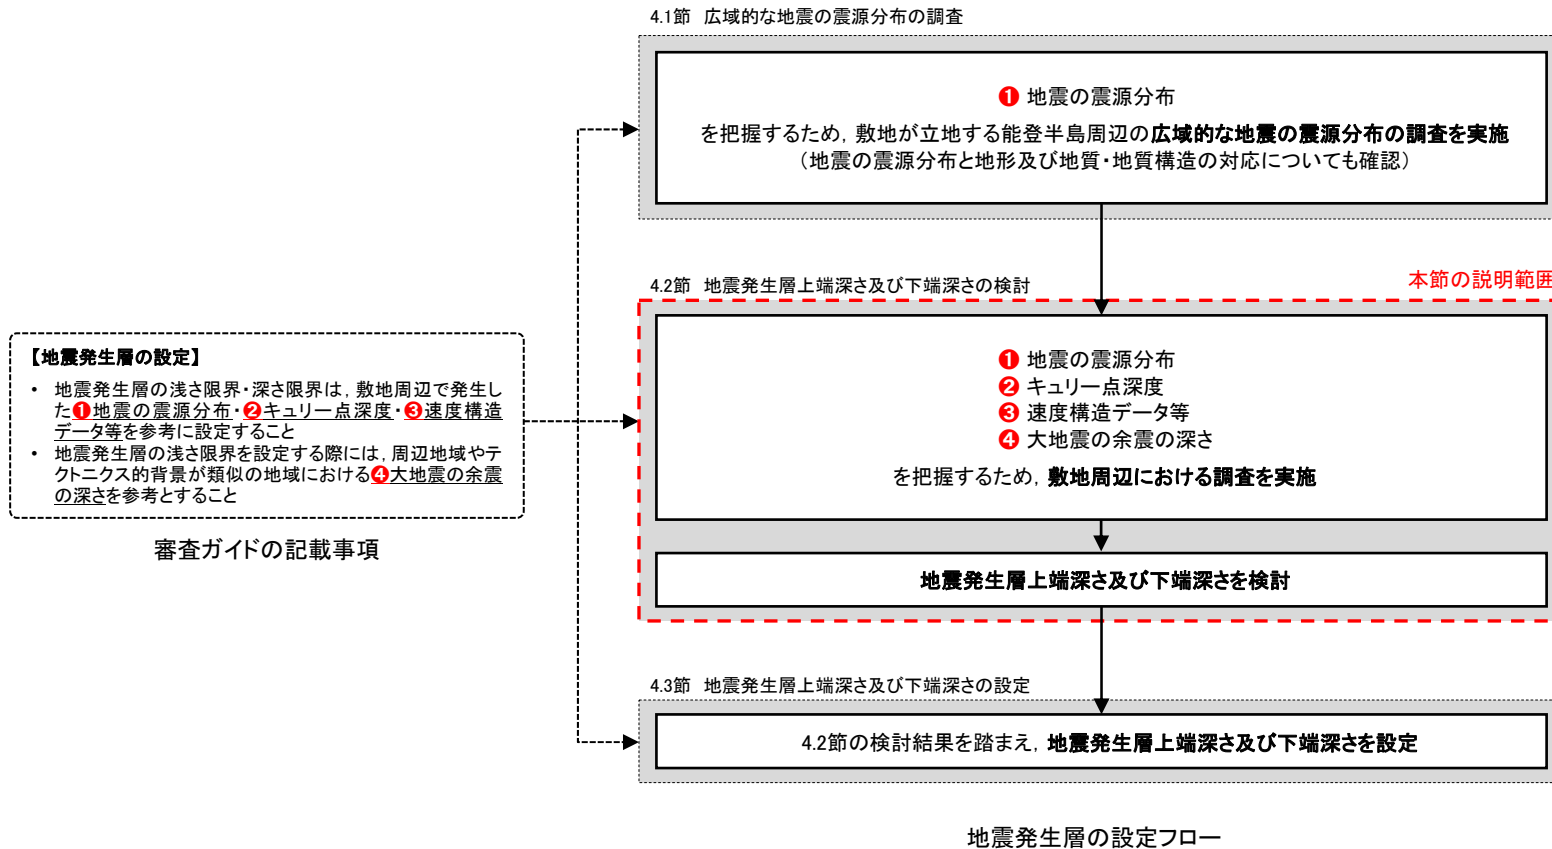 4.1節 広域的な地震の震源分布の調査
❶ 地震の震源分布
を把握するため，敷地が立地する能登半島周辺の広域的な地震の震源分布の調査を実施
（地震の震源分布と地形及び地質・地質構造の対応についても確認）
4.2節 地震発生層上端深さ及び下端深さの検討
本節の説明範囲
❶ 地震の震源分布
❷ キュリー点深度
❸ 速度構造データ等
❹ 大地震の余震の深さ
を把握するため，敷地周辺における調査を実施
地震発生層上端深さ及び下端深さを検討
【地震発生層の設定】
• 地震発生層の浅さ限界・深さ限界は，敷地周辺で発生し
た❶地震の震源分布・❷キュリー点深度・❸速度構造
データ等を参考に設定すること
• 地震発生層の浅さ限界を設定する際には，周辺地域やテ
クトニクス的背景が類似の地域における❹大地震の余震
の深さを参考とすること
審査ガイドの記載事項
4.3節 地震発生層上端深さ及び下端深さの設定
4.2節の検討結果を踏まえ，地震発生層上端深さ及び下端深さを設定
地震発生層の設定フロー